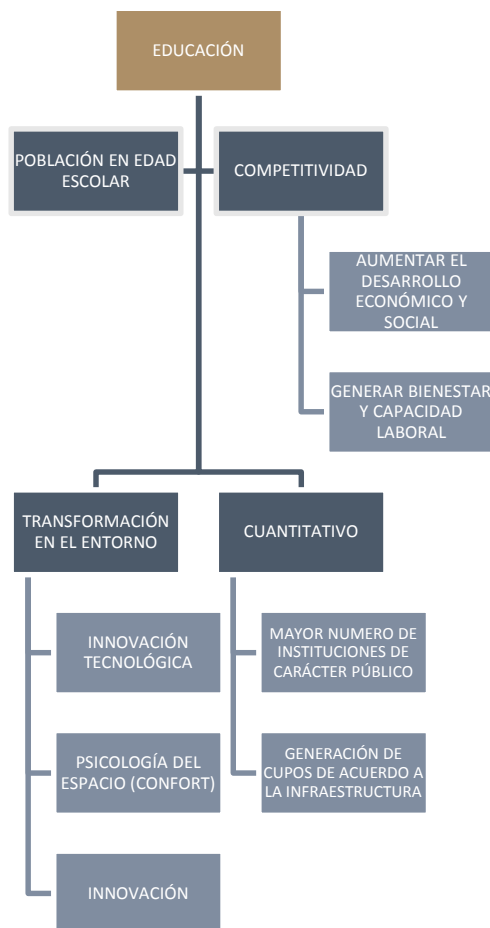 EDUCACIÓN
POBLACIÓN EN EDAD
ESCOLAR
COMPETITIVIDAD
AUMENTAR EL
DESARROLLO
ECONÓMICO Y
SOCIAL
GENERAR BIENESTAR
Y CAPACIDAD
LABORAL
TRANSFORMACIÓN
EN EL ENTORNO
CUANTITATIVO
INNOVACIÓN
TECNOLÓGICA
MAYOR NUMERO DE
INSTITUCIONES DE
CARÁCTER PÚBLICO
PSICOLOGÍA DEL
ESPACIO (CONFORT)
GENERACIÓN DE
CUPOS DE ACUERDO A
LA INFRAESTRUCTURA
INNOVACIÓN